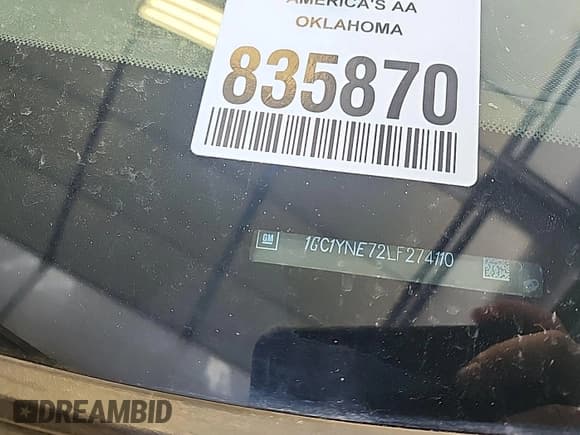 AMERICA'S AA
OKLAHOMA
835870
GM
1GC1YNE72LF274110
DREAMBID